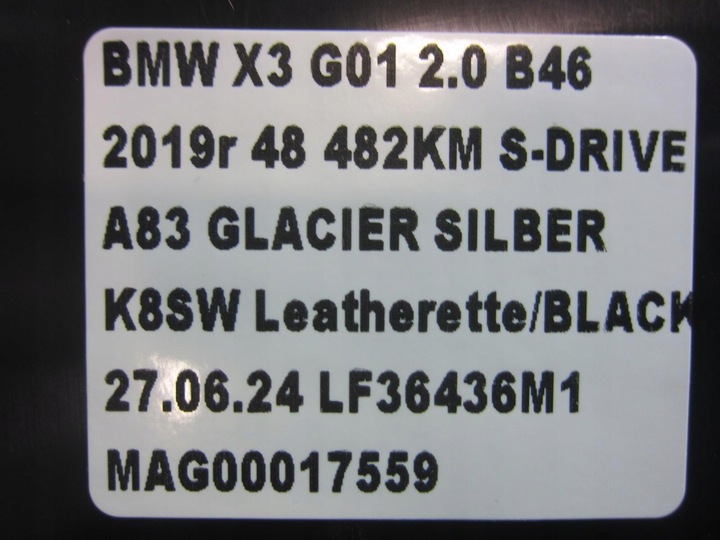 BMW X3 G01 2.0 B46
2019r 48 482KM S-DRIVE
A83 GLACIER SILBER
K8SW Leatherette/BLACK
27.06.24 LF36436M1
MAG00017559